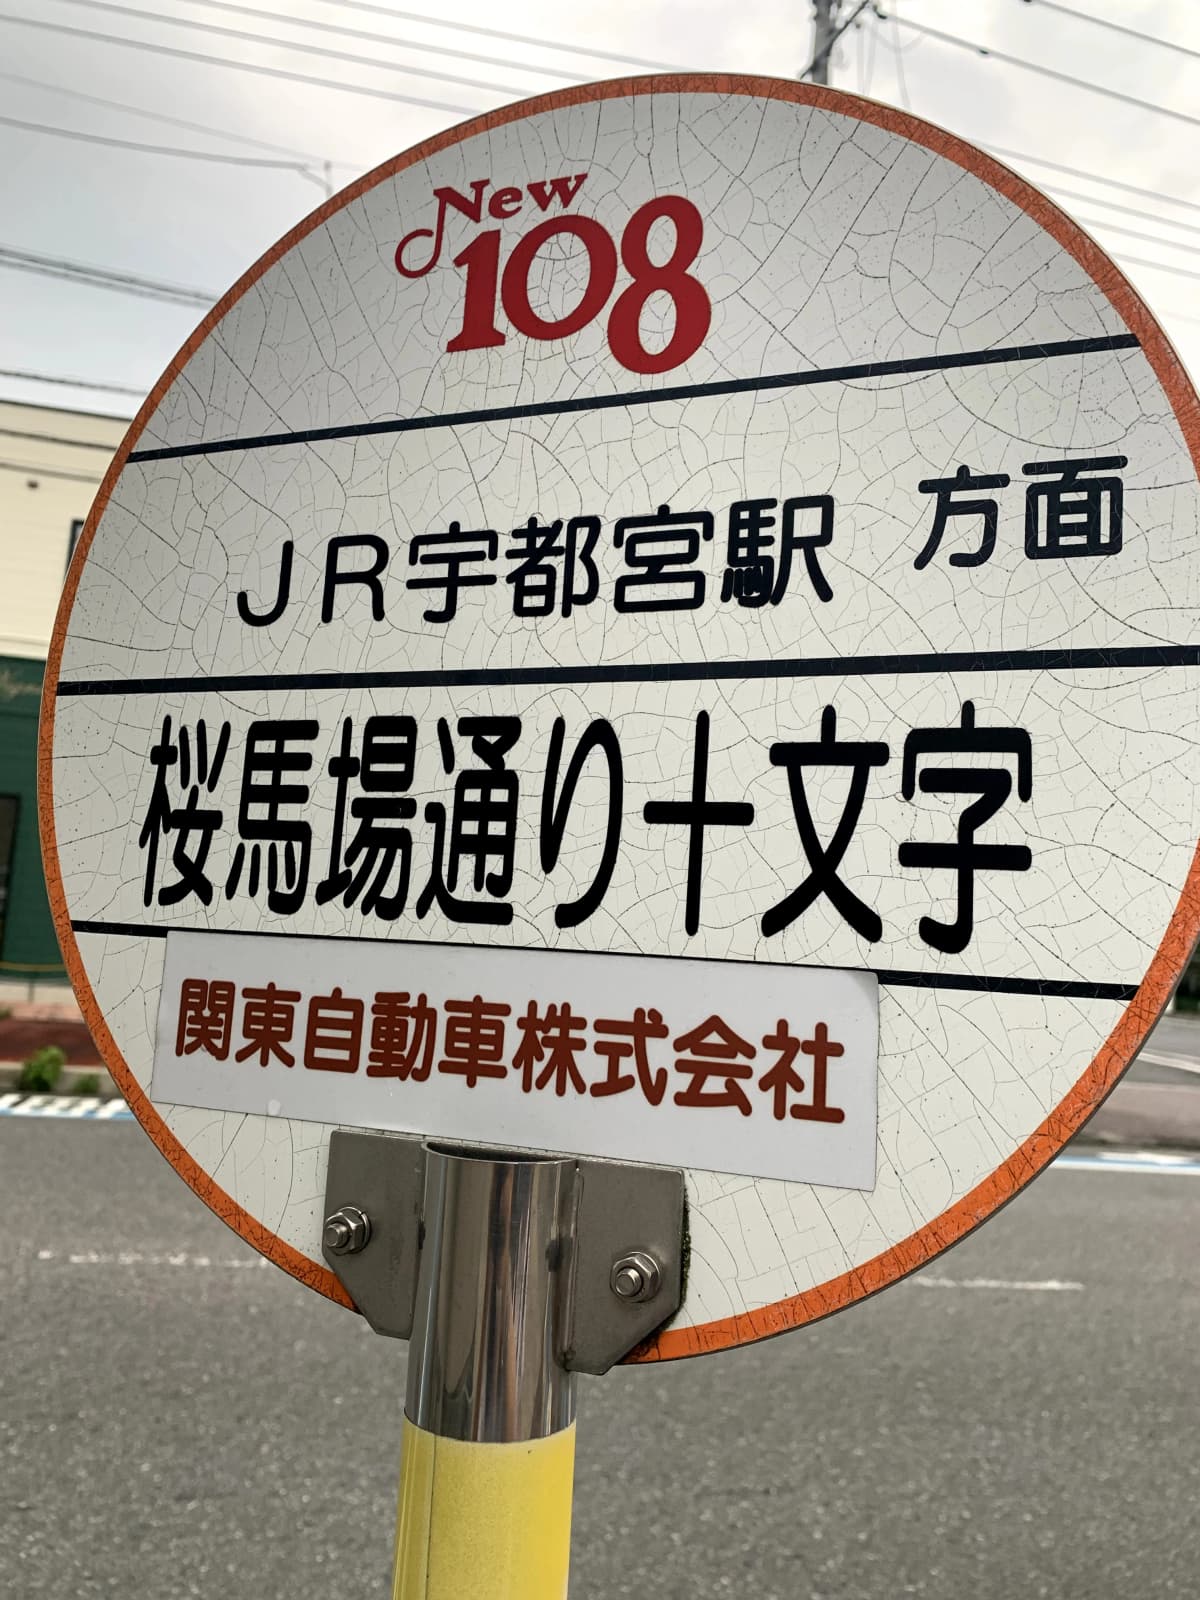 New
108
JR宇都宮駅 方面
桜馬場通り十文字
関東自動車株式会社